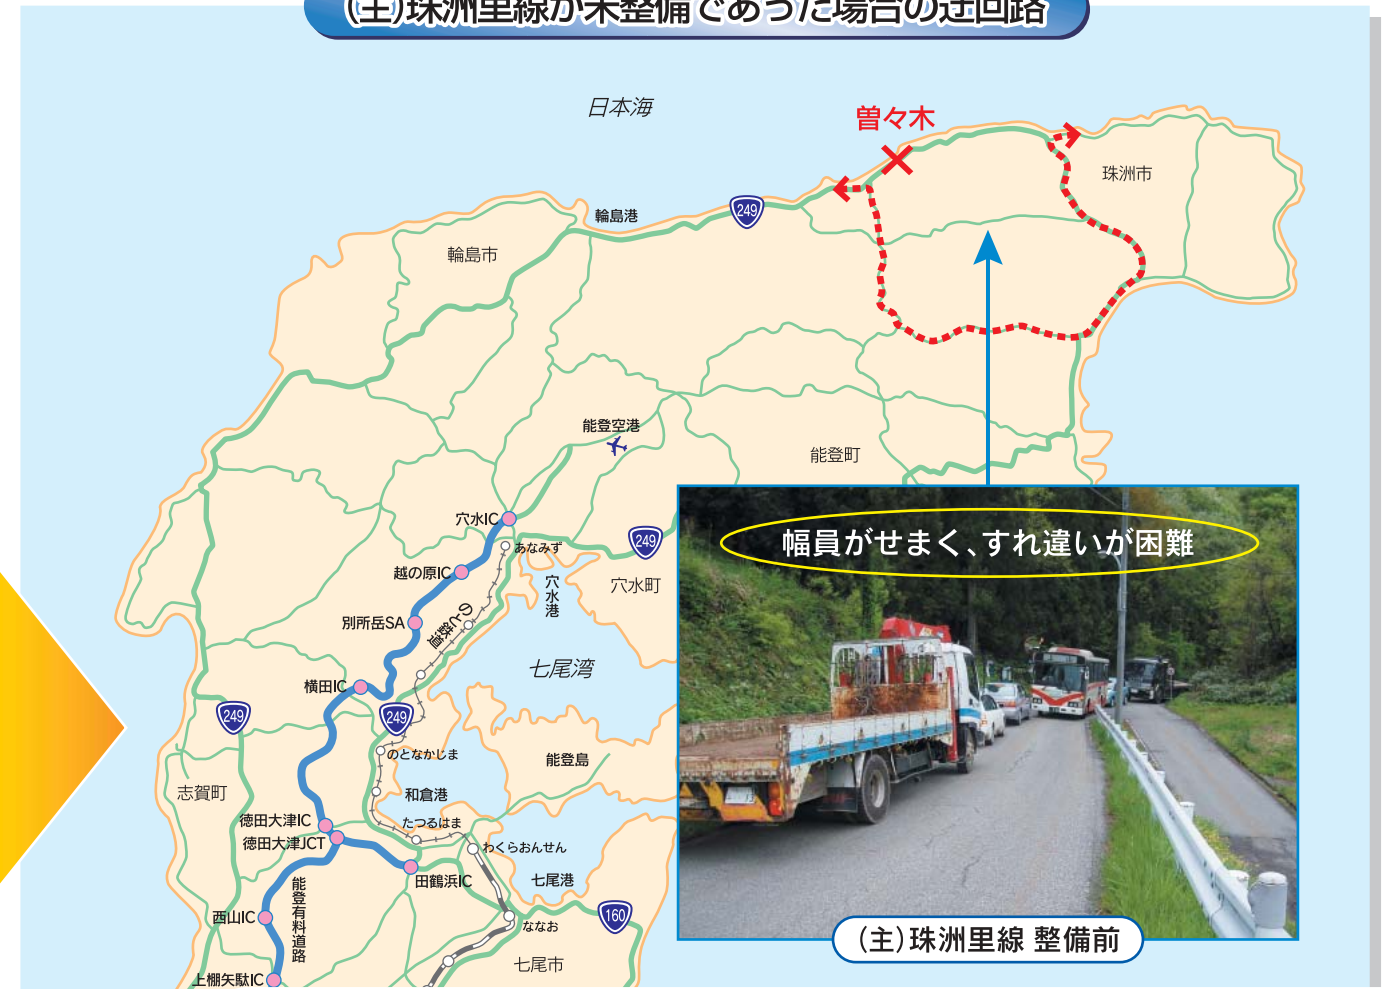 (主)珠洲里線が未整備であった場合の迂回路
日本海
曽々木
珠洲市
249
輪島港
輪島市
能登空港
能登町
穴水IC
249
あなみず
越の原IC
穴水港
穴水町
別所岳SA
のと鉄道
七尾湾
横田IC
249
249
のとなかじま
能登島
志賀町
和倉港
徳田大津IC
たつるはま
徳田大津JCT
わくらおんせん
田鶴浜IC
七尾港
能登有料道路
西山IC
160
ななお
七尾市
上棚矢駄IC
幅員がせまく、すれ違いが困難
(主)珠洲里線 整備前